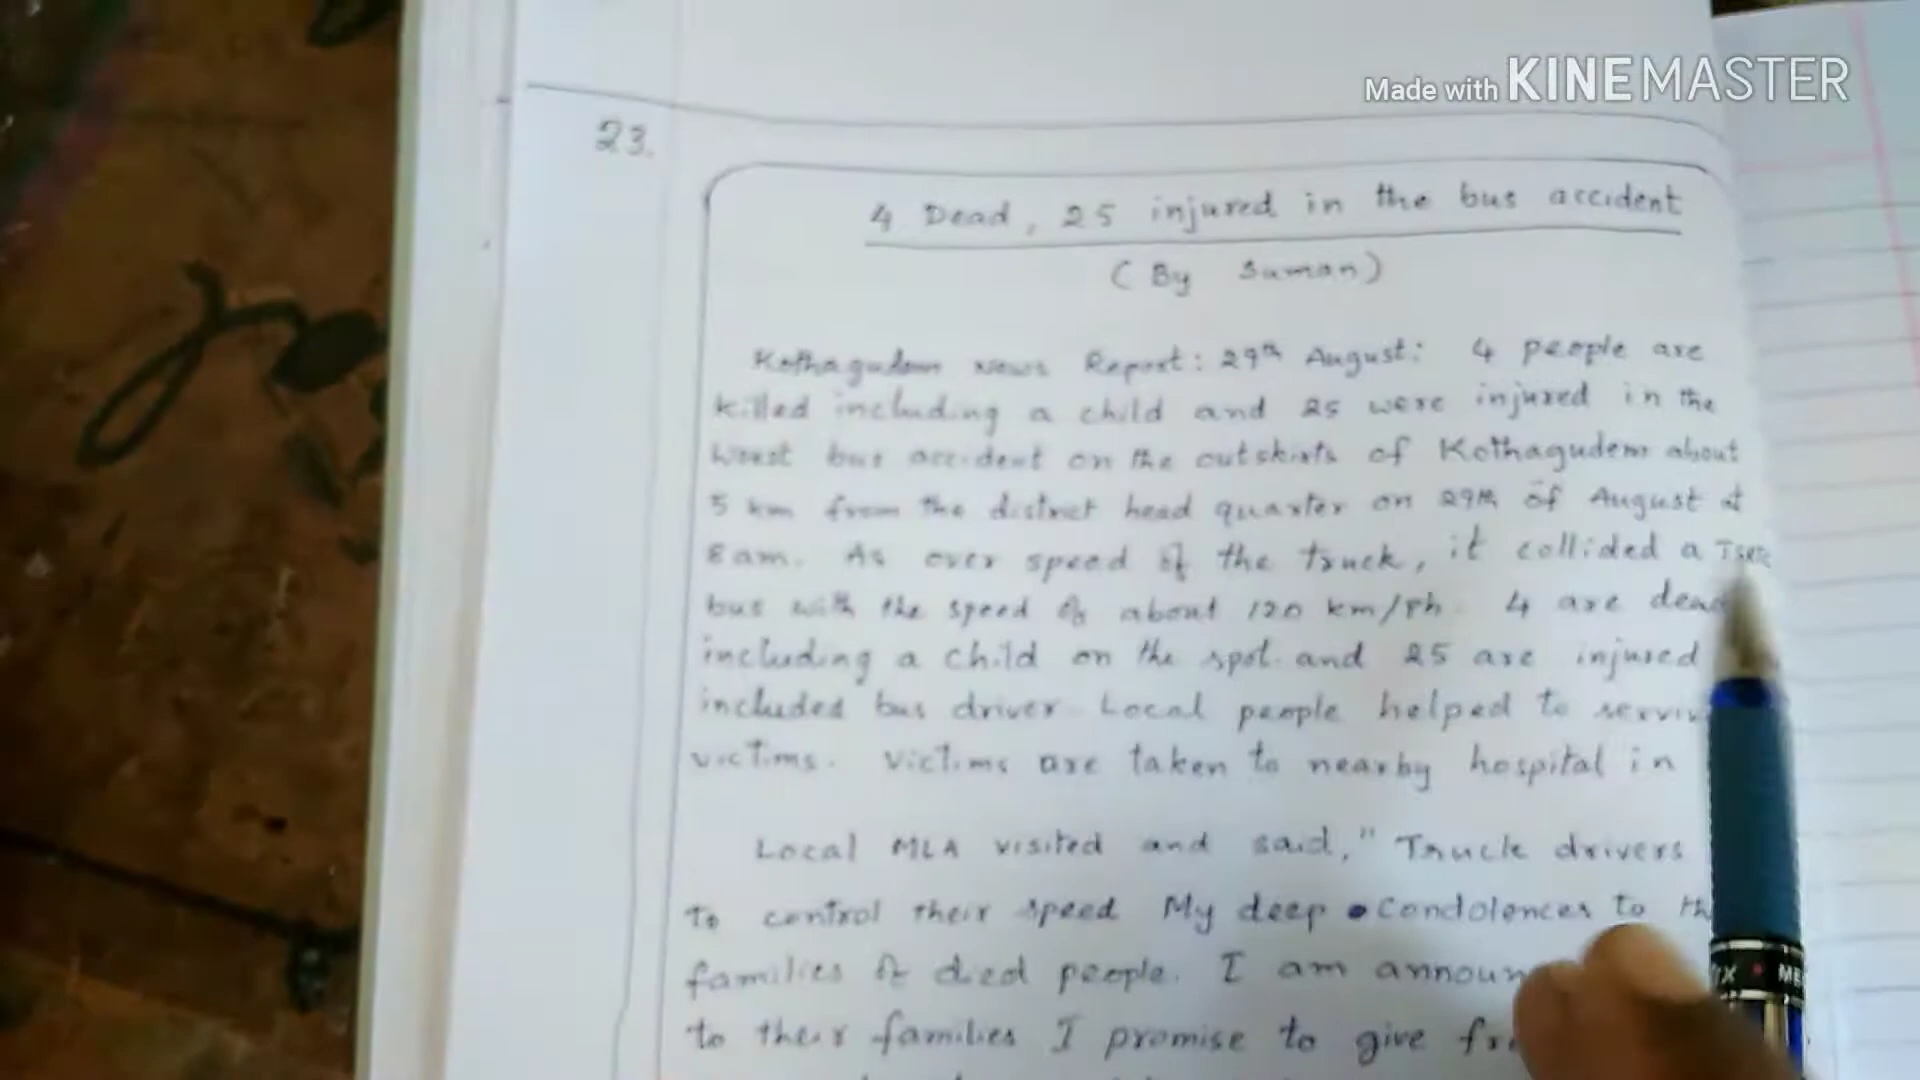 Made with KINEMASTER
23.
4 Dead, 25 injured in the bus accident
(By Suman)
Kothagudem News Report: 29th August: 4 people are
killed including a child and 25 were injured in the
worst bus accident on the outskirts of Kothagudem about
5 km from the district head quarter on 29th of August at
8am. As over speed of the truck, it collided a
bus with the speed of about 120 km/ph. 4 are dead
including a child on the spot. and 25 are injured
included bus driver. Local people helped to
victims. Victims are taken to nearby hospital in
Local MLA visited and said, "Truck drivers
to control their speed My deep condolences to
families of died people. I am
to their families I promise to give